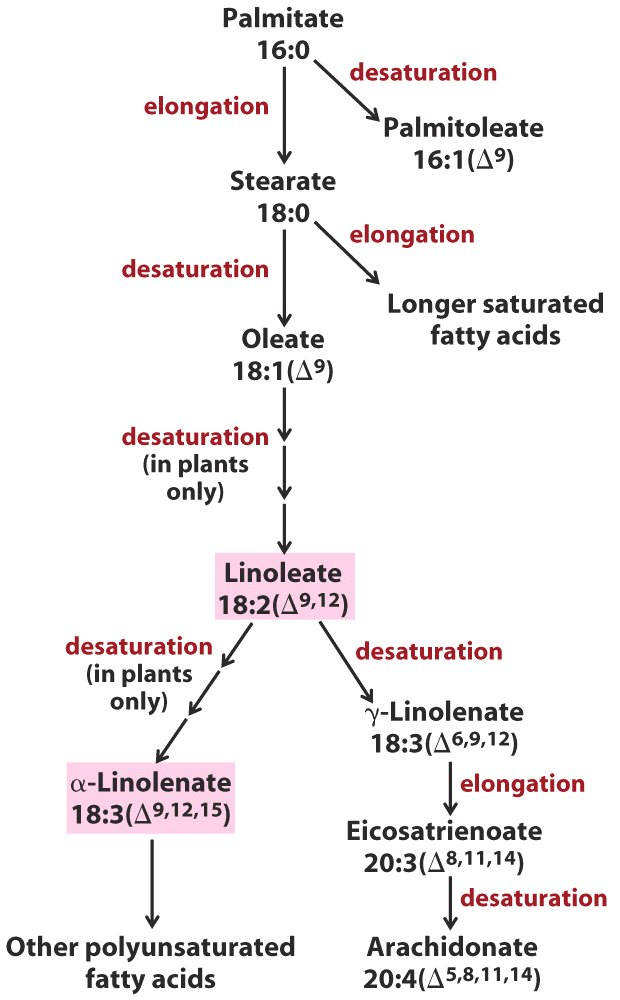 Palmitate
16:0
desaturation
elongation
Palmitoleate
16:1(Δ⁹)
Stearate
18:0
elongation
desaturation
Longer saturated
fatty acids
Oleate
18:1(Δ⁹)
desaturation
(in plants
only)
Linoleate
18:2(Δ⁹,¹²)
desaturation
(in plants
only)
desaturation
γ-Linolenate
18:3(Δ⁶,⁹,¹²)
α-Linolenate
18:3(Δ⁹,¹²,¹⁵)
elongation
Eicosatrienoate
20:3(Δ⁸,¹¹,¹⁴)
desaturation
Other polyunsaturated
fatty acids
Arachidonate
20:4(Δ⁵,⁸,¹¹,¹⁴)